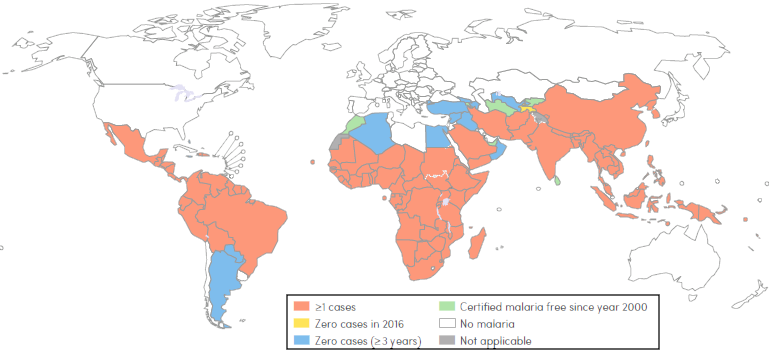 ≥1 cases
Zero cases in 2016
Zero cases (≥3 years)
Certified malaria free since year 2000
No malaria
Not applicable